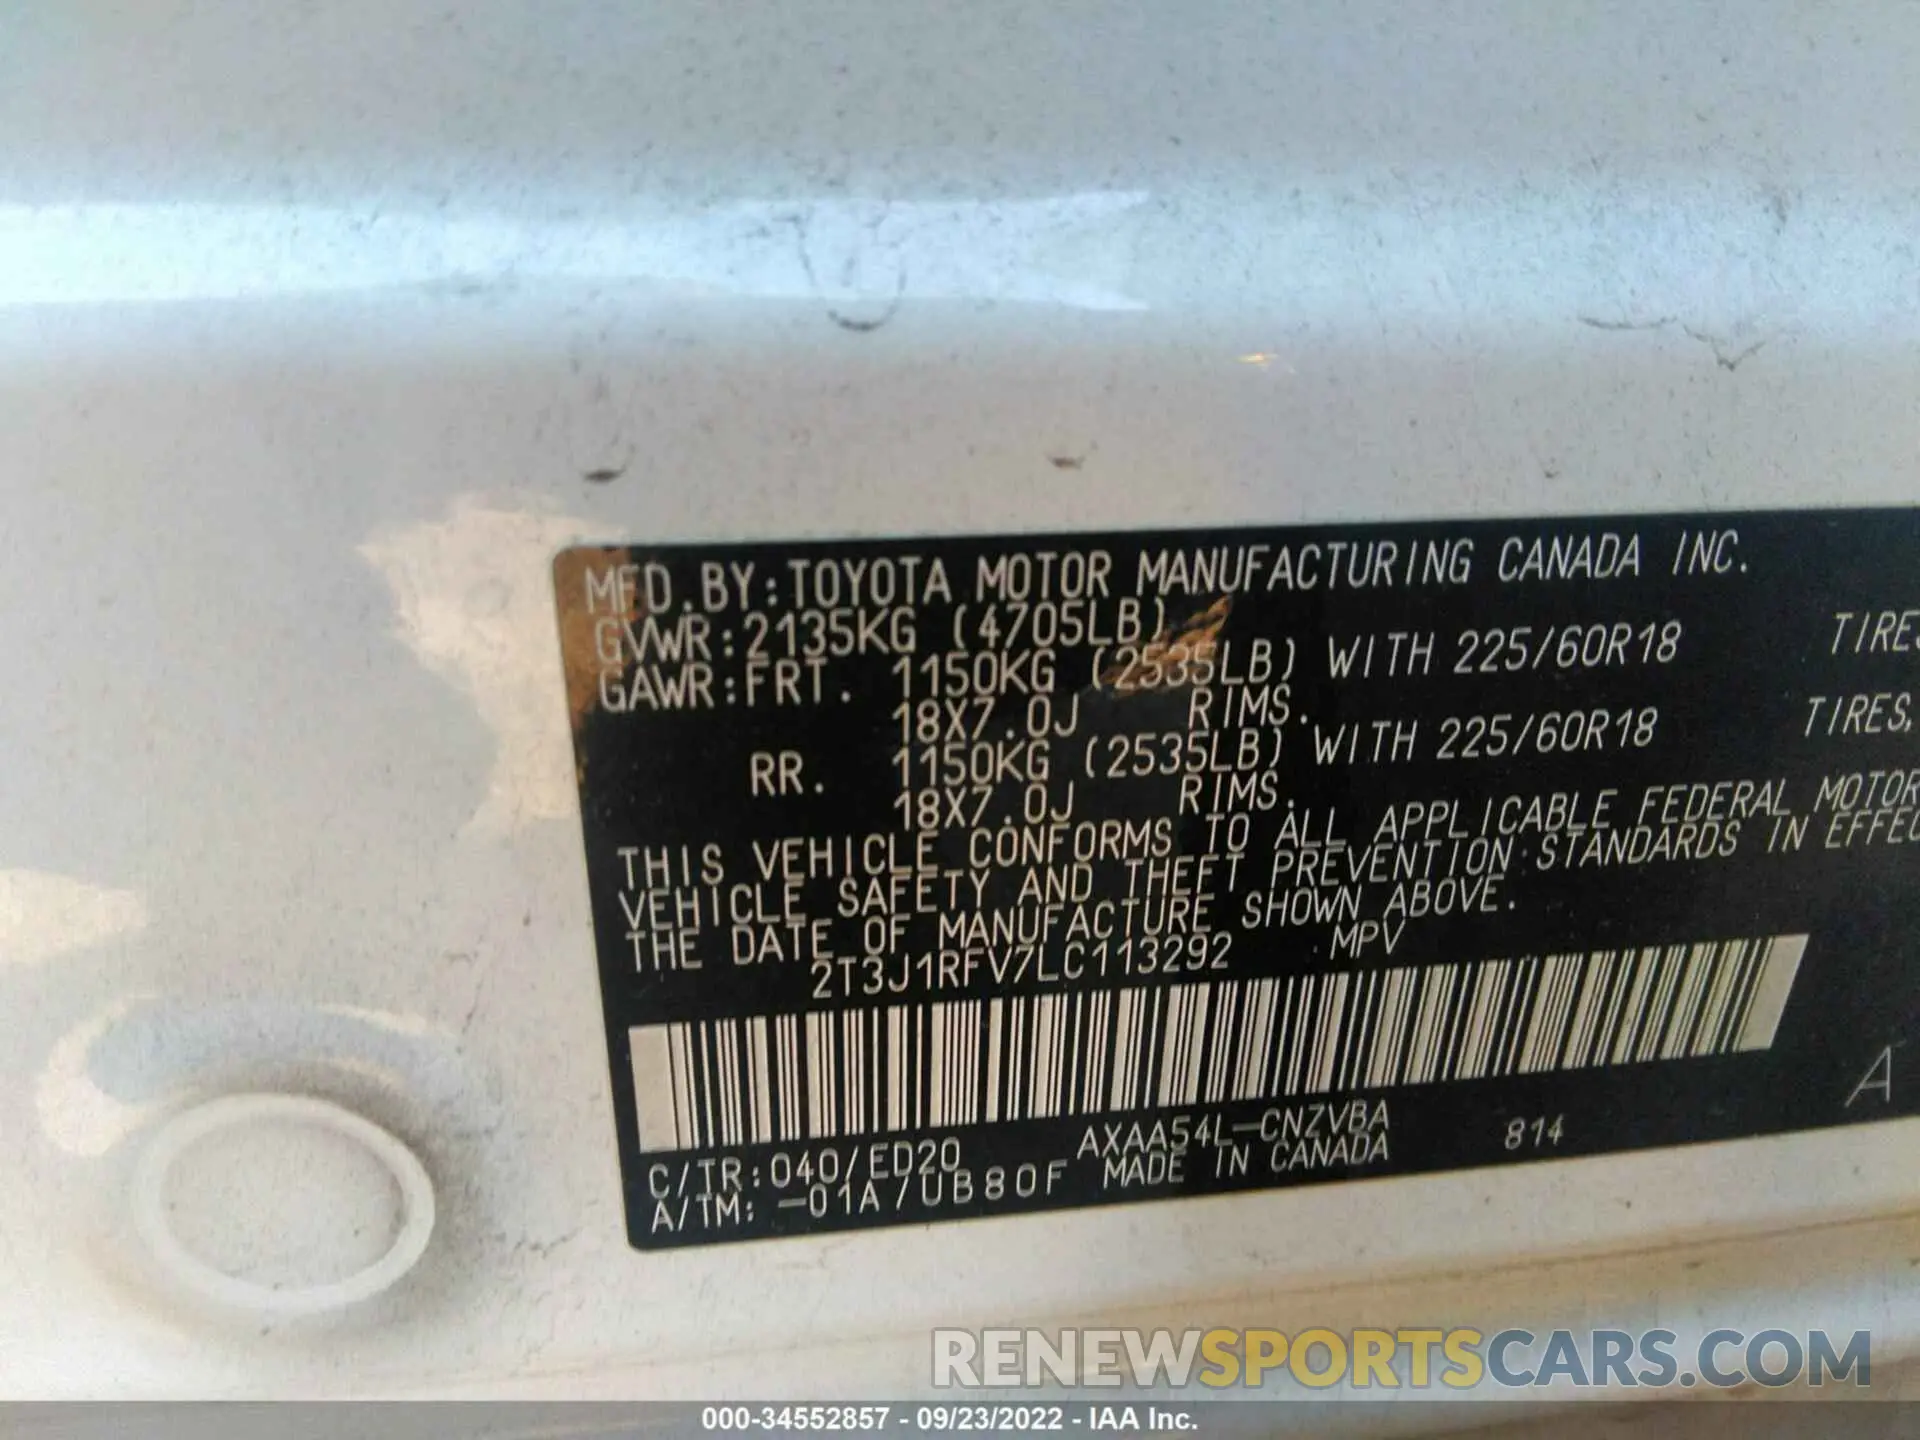 MFD.BY:TOYOTA MOTOR MANUFACTURING CANADA INC.
GVWR:2135KG (4705LB)
GAWR:FRT. 1150KG (2535LB) WITH 225/60R18 TIRES
18X7.0J RIMS.
RR. 1150KG (2535LB) WITH 225/60R18 TIRES,
18X7.0J RIMS.
THIS VEHICLE CONFORMS TO ALL APPLICABLE FEDERAL MOTOR
VEHICLE SAFETY AND THEFT PREVENTION STANDARDS IN EFFEC
THE DATE OF MANUFACTURE SHOWN ABOVE.
2T3J1RFV7LC113292 MPV
A
C/TR:040/ED20 AXAA54L-CNZVBA 814
A/TM: -01A/UB80F MADE IN CANADA
RENEWSPORTSCARS.COM
000-34552857 - 09/23/2022 - IAA Inc.